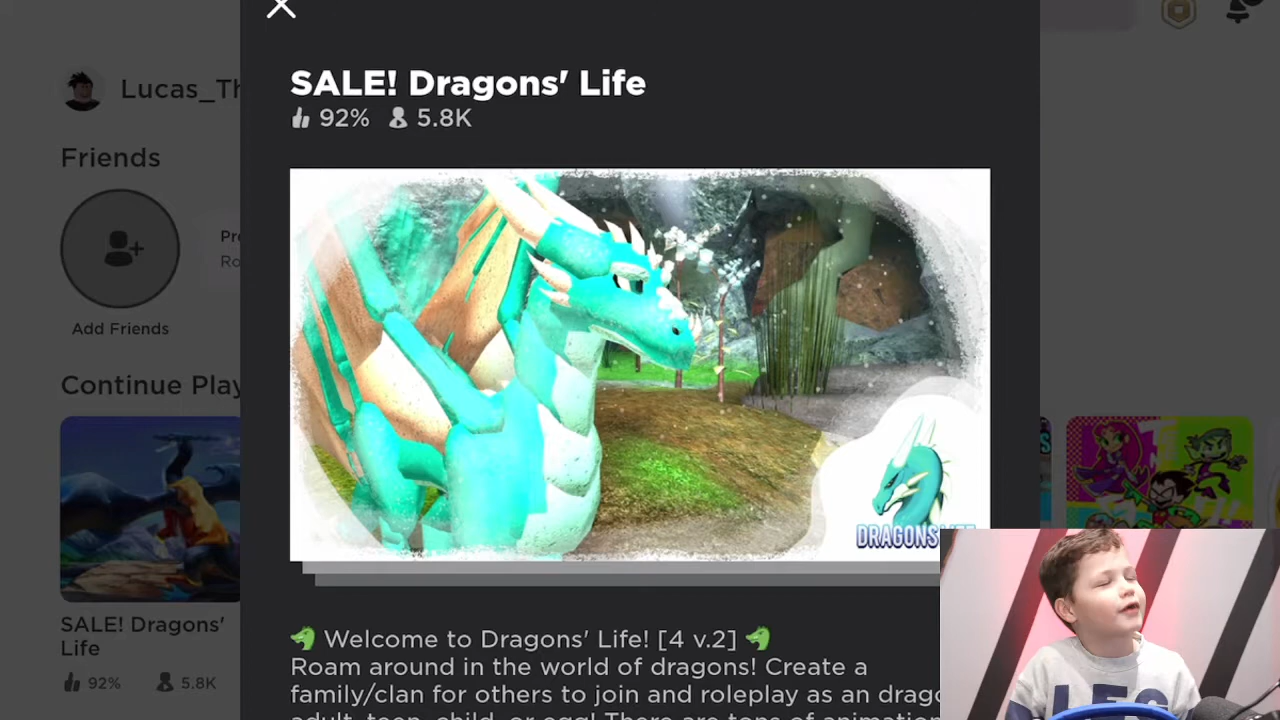 SALE! Dragons' Life
92% 5.8K
Friends
Add Friends
Continue Play
SALE! Dragons'
Life
92% 5.8K
DRAGONS
Welcome to Dragons' Life! [4 v.2]
Roam around in the world of dragons! Create a
family/clan for others to join and roleplay as an